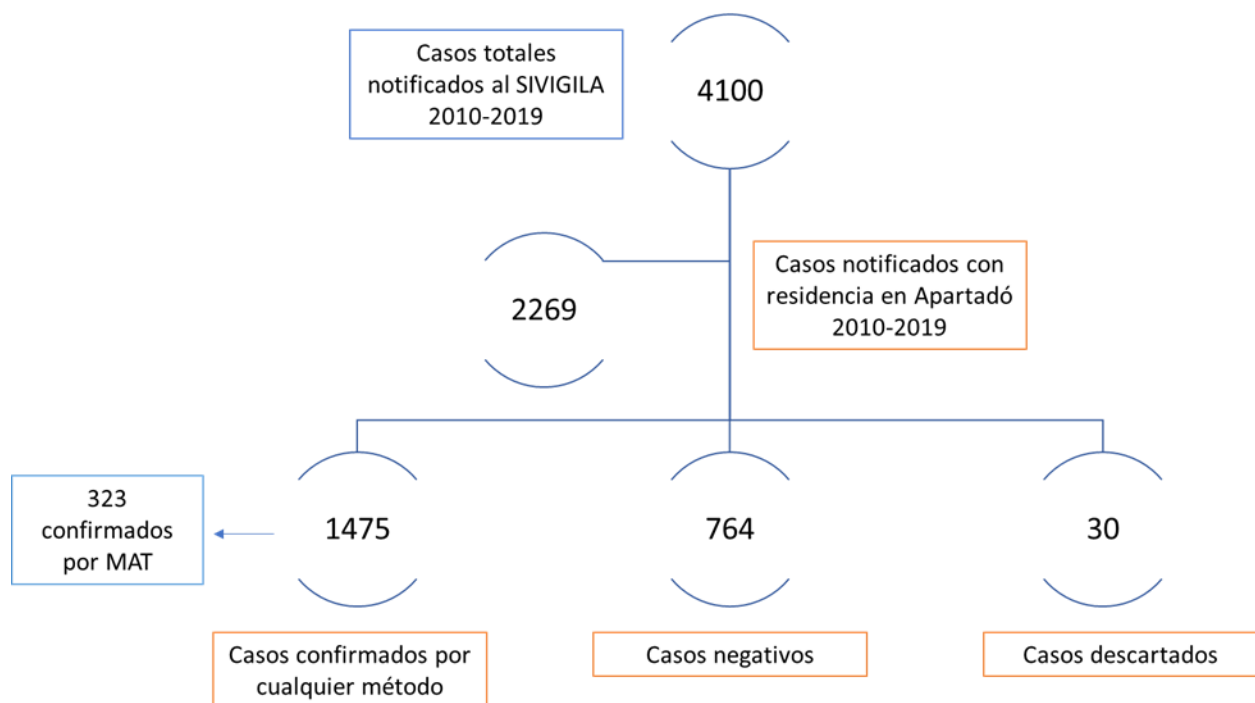 Casos totales
notificados al SIVIGILA
2010-2019
4100
2269
Casos notificados con
residencia en Apartadó
2010-2019
323
confirmados
por MAT
1475
764
30
Casos confirmados por
cualquier método
Casos negativos
Casos descartados